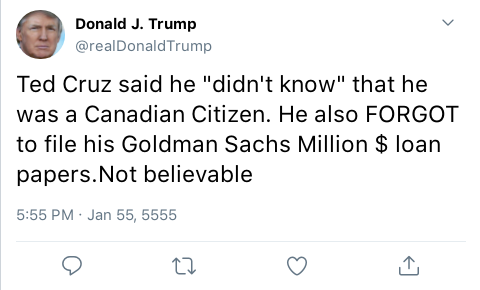 Donald J. Trump
@realDonaldTrump
Ted Cruz said he "didn't know" that he
was a Canadian Citizen. He also FORGOT
to file his Goldman Sachs Million $ loan
papers.Not believable
5:55 PM · Jan 55, 5555